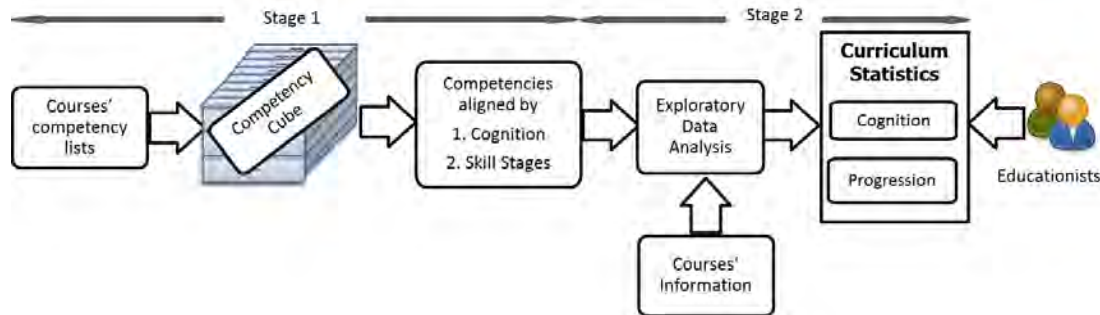 Stage 1
Stage 2
Courses'
competency
lists
Competency
Cube
Competencies
aligned by
1. Cognition
2. Skill Stages
Exploratory
Data
Analysis
Courses'
Information
Curriculum
Statistics
Cognition
Progression
Educationists